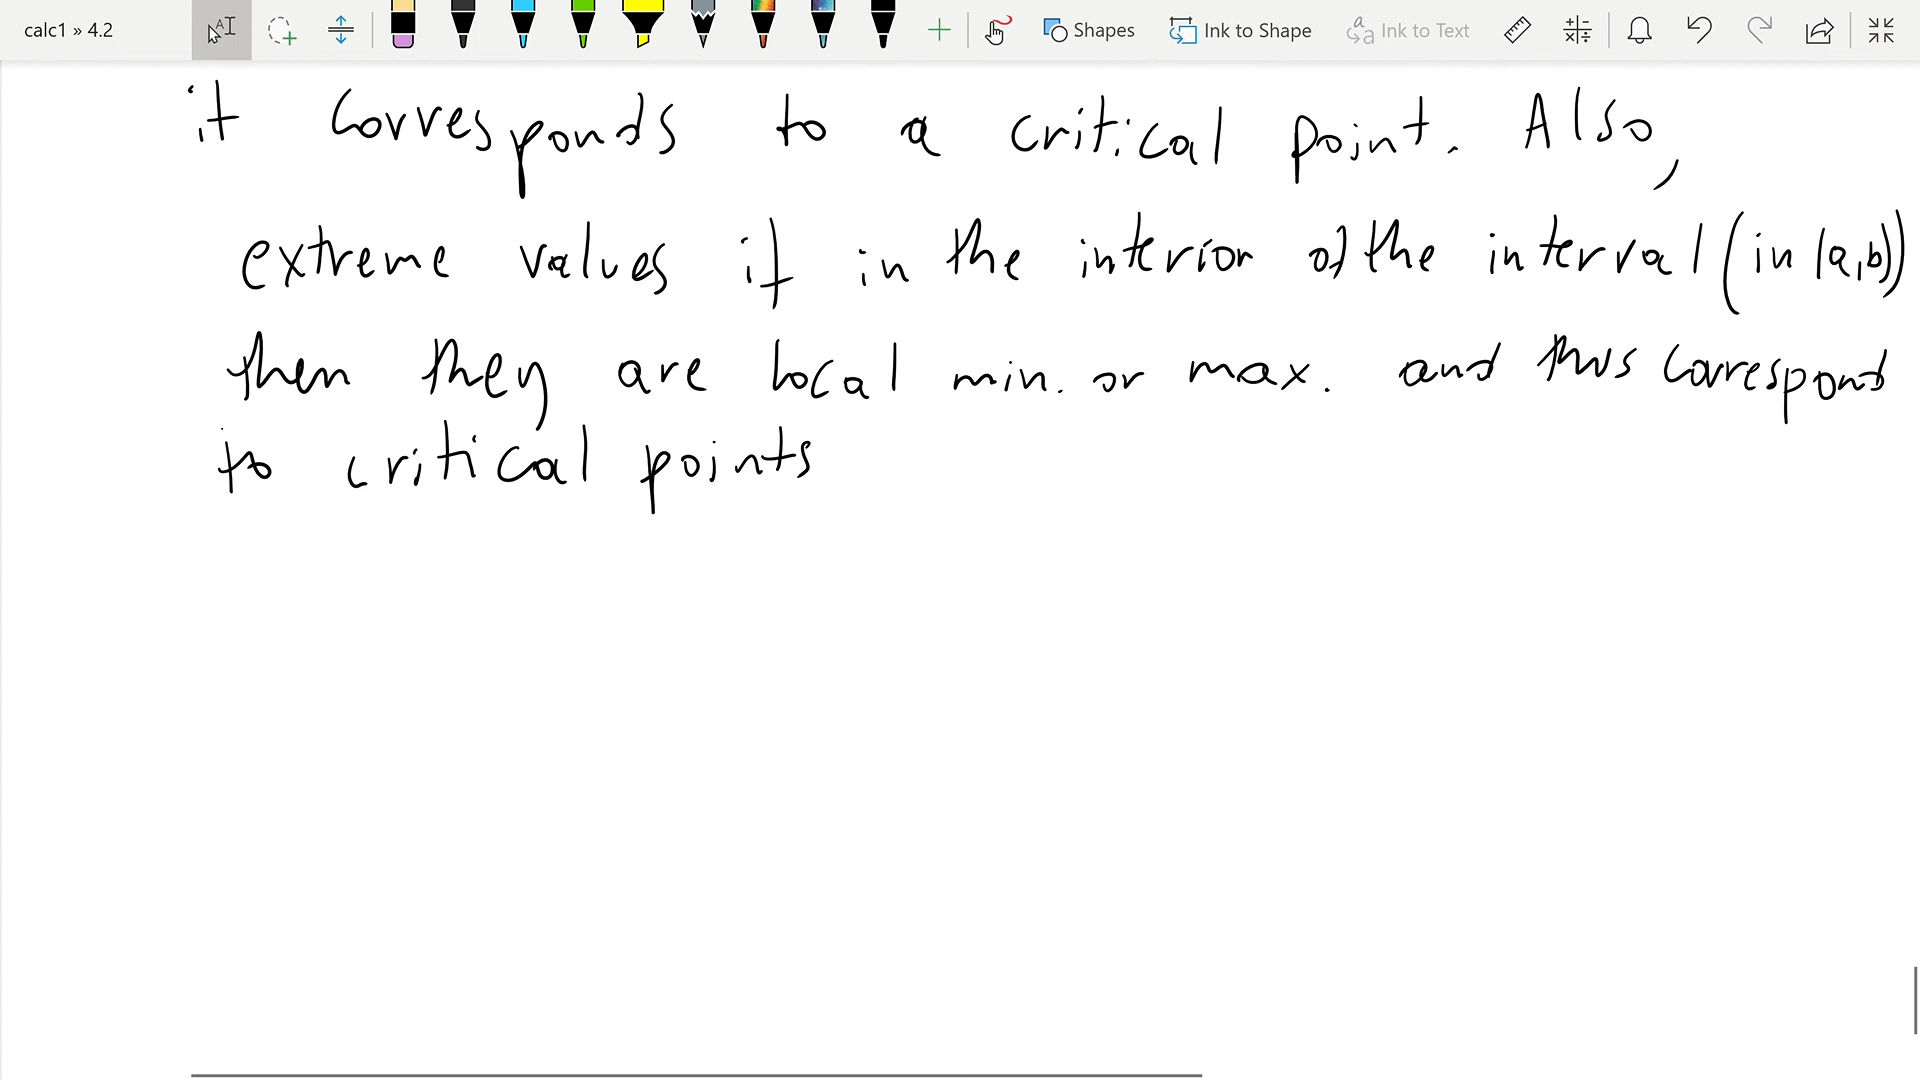 calc1 » 4.2 Shapes Ink to Shape Ink to Text
it corresponds to a critical point. Also,
extreme values if in the interior of the interval (in (a,b))
then they are local min. or max. and thus correspond
to critical points